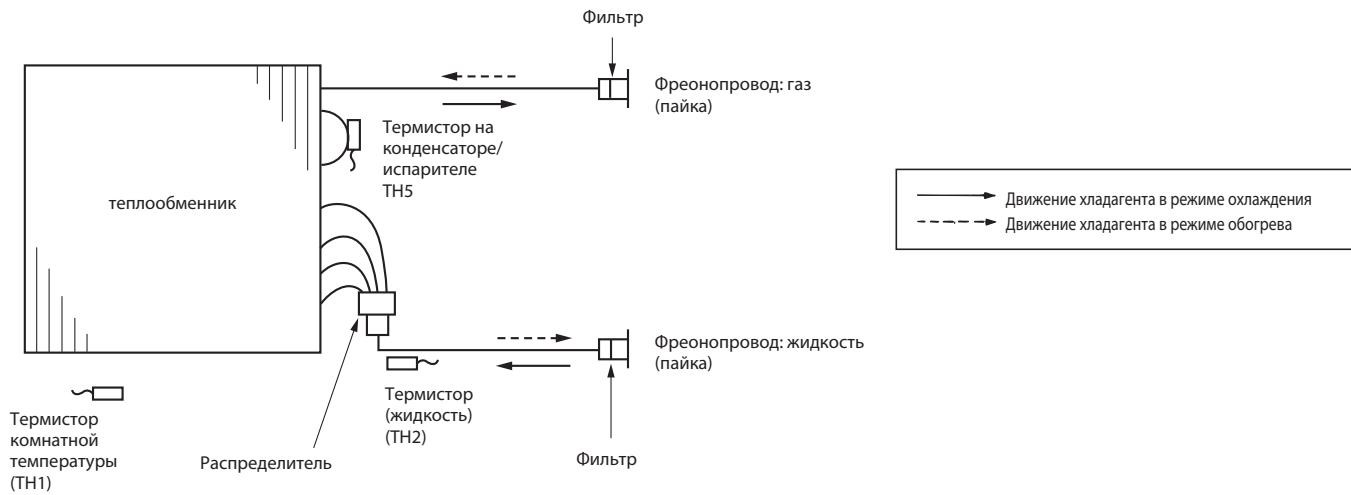 Фильтр
Фреонопровод: газ
(пайка)
Термистор на
конденсаторе/
испарителе
TH5
теплообменник
Движение хладагента в режиме охлаждения
Движение хладагента в режиме обогрева
Фреонопровод: жидкость
(пайка)
Термистор
(жидкость)
(TH2)
Термистор
комнатной
температуры
(TH1)
Распределитель
Фильтр